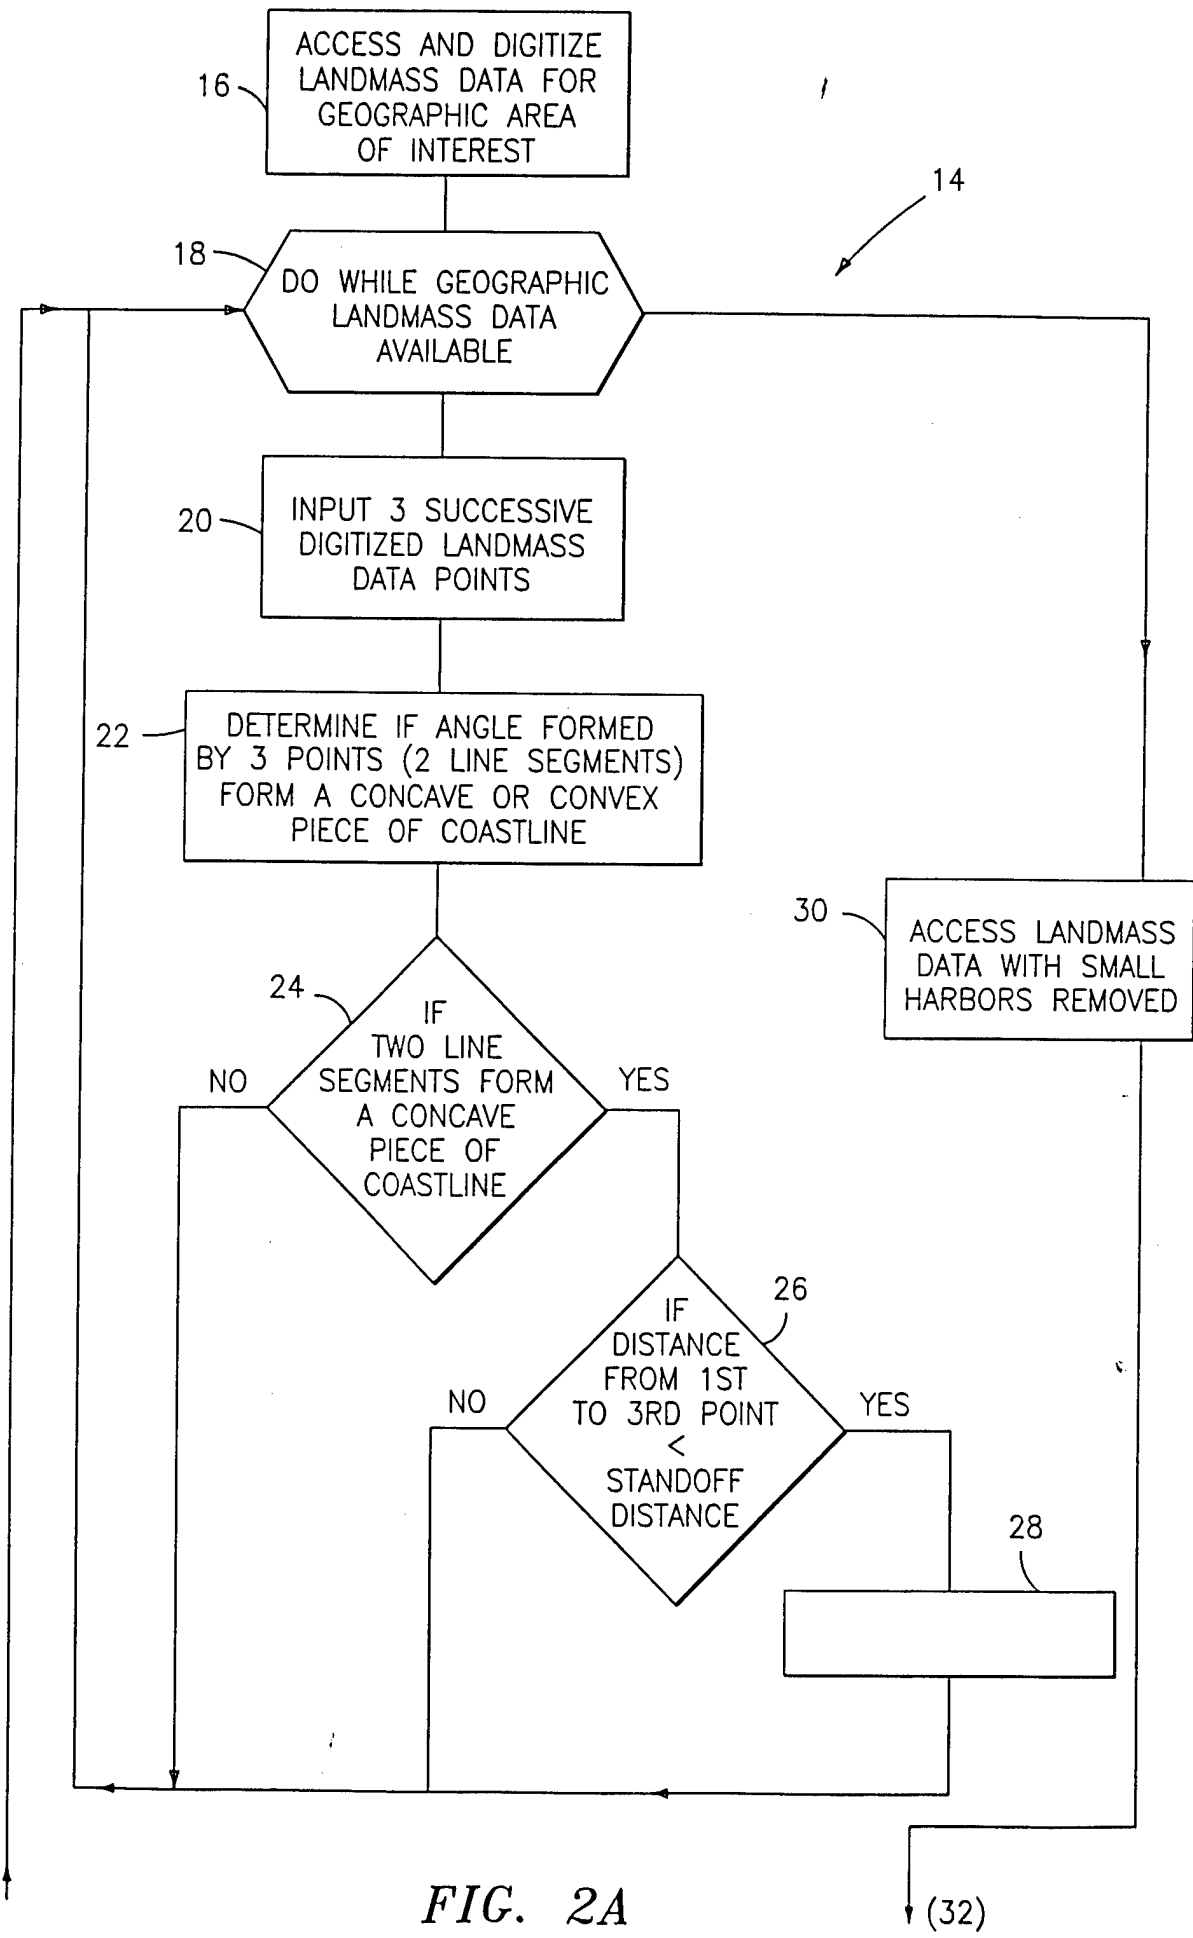 16
ACCESS AND DIGITIZE
LANDMASS DATA FOR
GEOGRAPHIC AREA
OF INTEREST
14
18
DO WHILE GEOGRAPHIC
LANDMASS DATA
AVAILABLE
20
INPUT 3 SUCCESSIVE
DIGITIZED LANDMASS
DATA POINTS
22
DETERMINE IF ANGLE FORMED
BY 3 POINTS (2 LINE SEGMENTS)
FORM A CONCAVE OR CONVEX
PIECE OF COASTLINE
30
ACCESS LANDMASS
DATA WITH SMALL
HARBORS REMOVED
24
IF
TWO LINE
SEGMENTS FORM
A CONCAVE
PIECE OF
COASTLINE
NO
YES
26
IF
DISTANCE
FROM 1ST
TO 3RD POINT
<
STANDOFF
DISTANCE
NO
YES
28
(32)
FIG. 2A